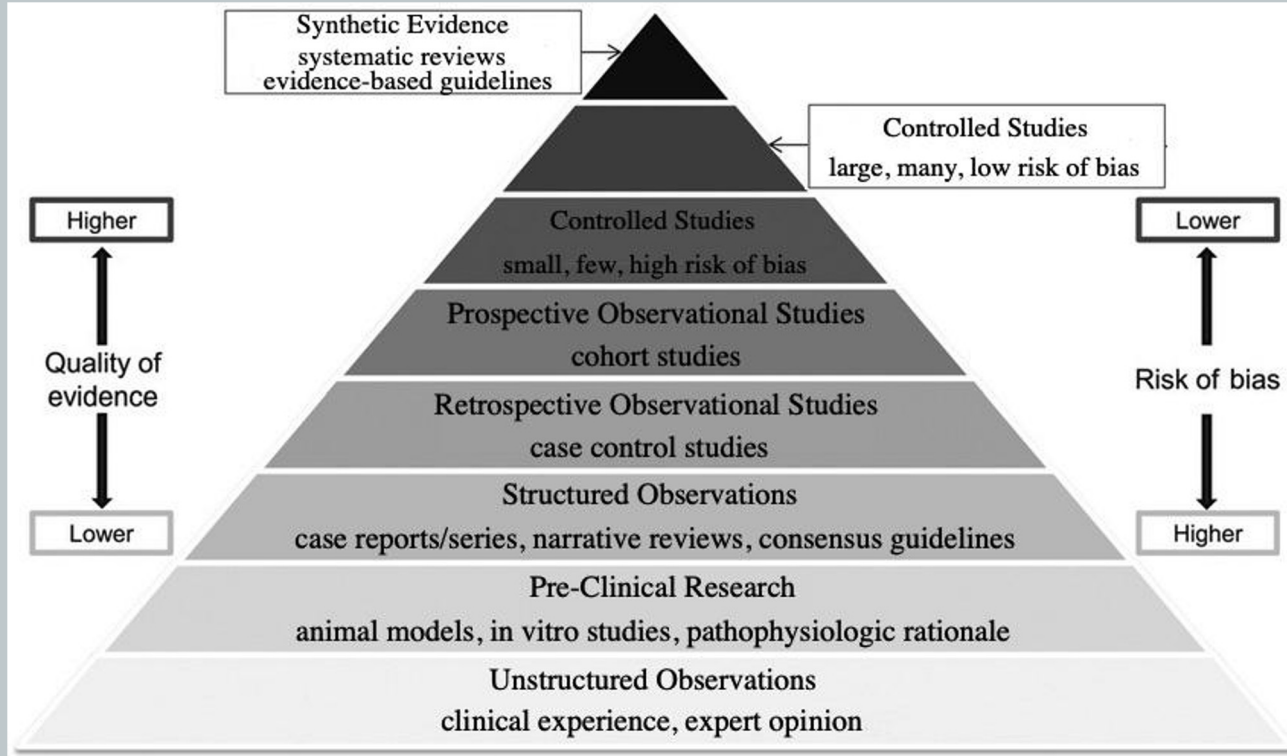 Synthetic Evidence
systematic reviews
evidence-based guidelines
Controlled Studies
large, many, low risk of bias
Higher
Quality of
evidence
Lower
Controlled Studies
small, few, high risk of bias
Prospective Observational Studies
cohort studies
Retrospective Observational Studies
case control studies
Structured Observations
case reports/series, narrative reviews, consensus guidelines
Pre-Clinical Research
animal models, in vitro studies, pathophysiologic rationale
Unstructured Observations
clinical experience, expert opinion
Lower
Risk of bias
Higher